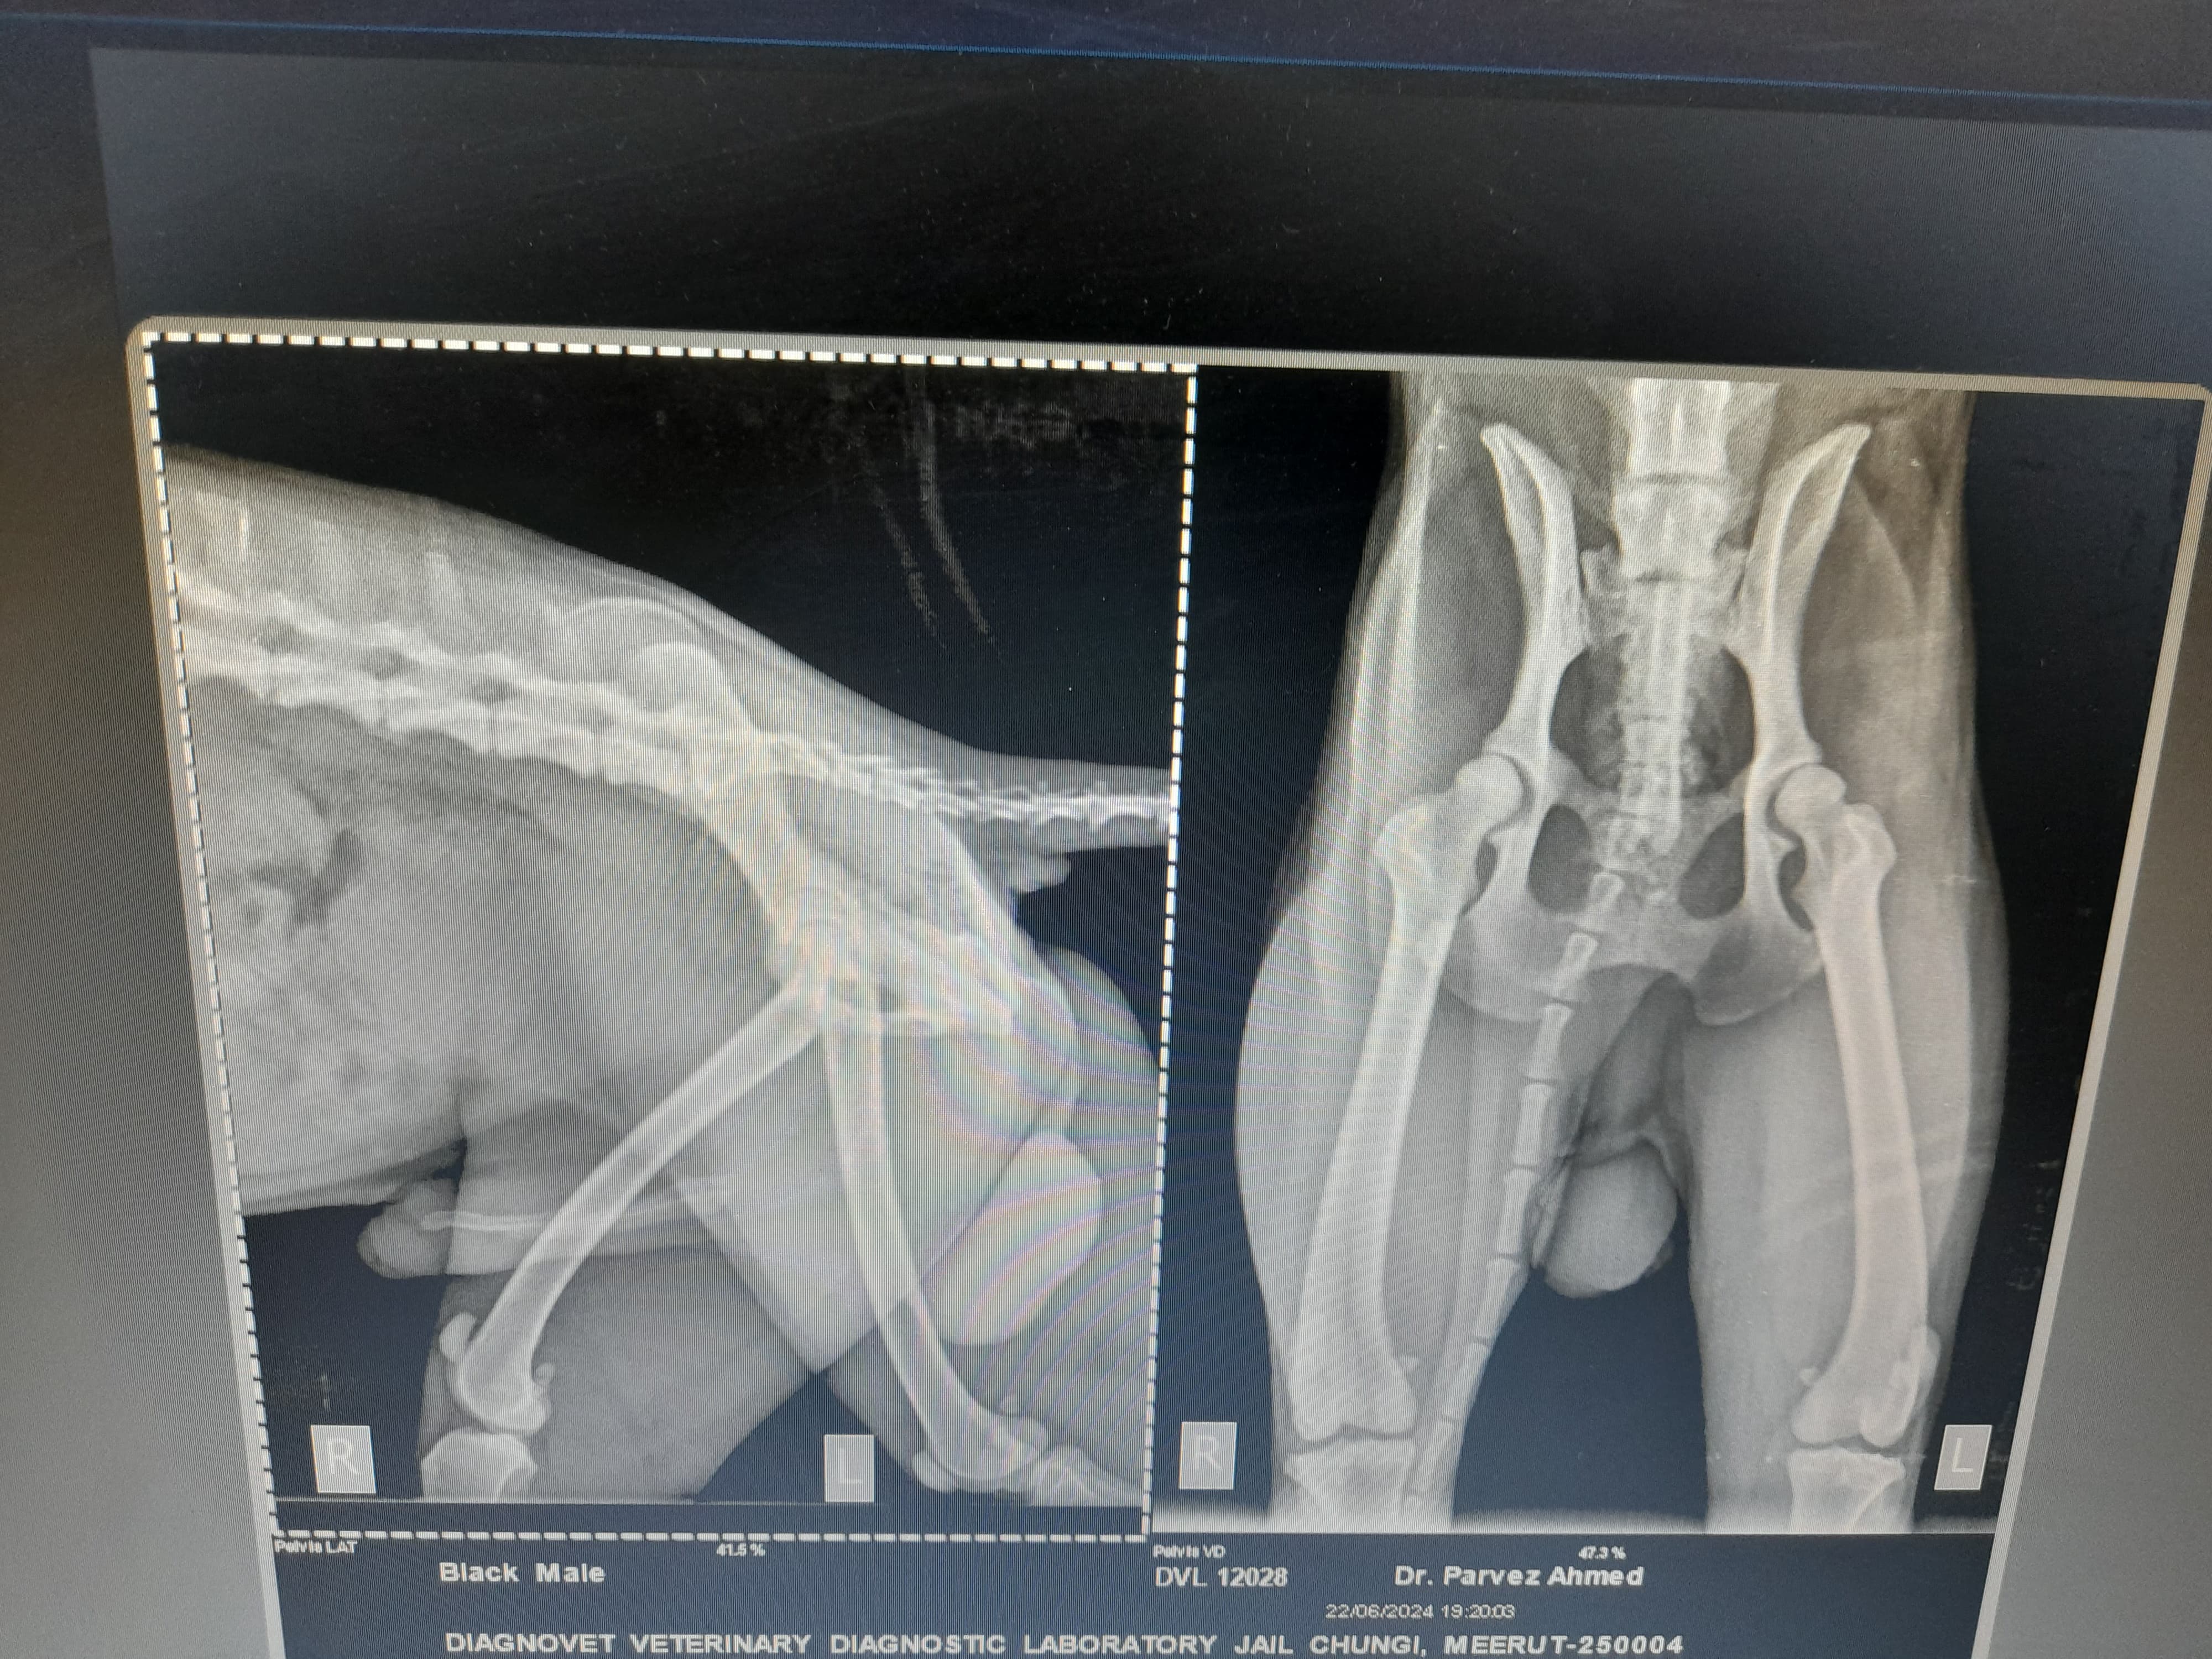 R
L
R
L
Pelvis LAT
41.5 %
Pelvis VD
47.3 %
Black Male
DVL 12028
Dr. Parvez Ahmed
22/06/2024 19:20:03
DIAGNOVET VETERINARY DIAGNOSTIC LABORATORY JAIL CHUNGI, MEERUT-250004